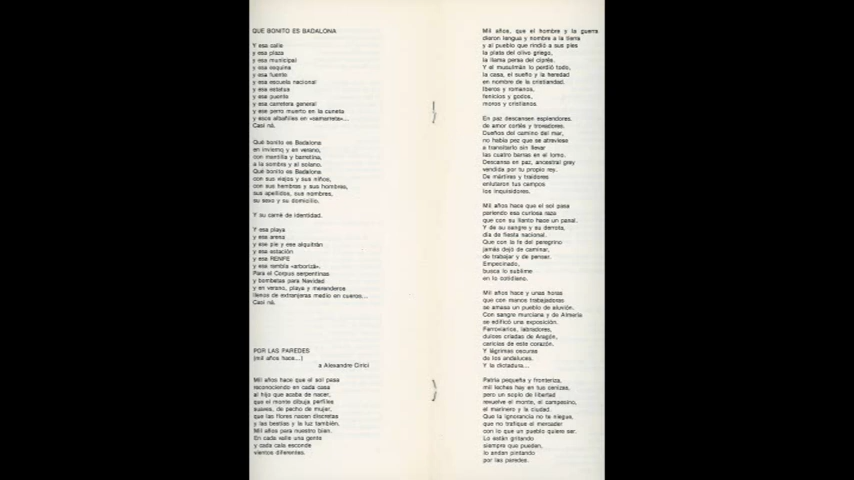 QUE BONITO ES BADALONA
Y esa calle
y esa plaza
y esa municipal
y esa esquina
y esa fuente
y esa escuela nacional
y esa estatua
y ese puente
y esa carretera general
y ese perro muerto en la cuneta
y esos albañiles en «camarreta»...
Casi ná.
Qué bonito es Badalona
en invierno y en verano,
con mantilla y barretina,
a la sombra y al solano.
Qué bonito es Badalona
con sus viejos y sus niños,
con sus hembras y sus hombres,
sus apellidos, sus nombres,
su sexo y su domicilio.
Y su carné de identidad.
Y esa playa
y esa arena
y ese pie y ese alquitrán
y esa estación
y esa RENFE
y esa rambla «arborizá».
Para el Corpus serpentinas
y bombetas para Navidad
y en verano, playa y merenderos
llenos de extranjeras medio en cueros...
Casi ná.
POR LAS PAREDES
(mil años hace...)
a Alexandre Cirici
Mil años hace que el sol pasa
reconociendo en cada casa
al hijo que acaba de nacer,
que el monte dibuja perfiles
suaves, de pecho de mujer,
que las flores nacen discretas
y las bestias y la luz también.
Mil años para nuestro bien.
En cada valle una gente
y cada cala esconde
vientos diferentes.
Mil años, que el hombre y la guerra
dieron lengua y nombre a la tierra
y al pueblo que rindió a sus pies
la plata del olivo griego,
la llama persa del ciprés.
Y el musulmán lo perdió todo,
la casa, el sueño y la heredad
en nombre de la cristiandad.
Iberos y romanos,
fenicios y godos,
moros y cristianos.
En paz descansen esplendores,
de amor cortés y trovadores.
Dueños del camino del mar,
no había pez que se atreviese
a transitarlo sin llevar
las cuatro barras en el lomo.
Descansa en paz, ancestral grey
vendida por tu propio rey.
De mártires y traidores
enlutaron tus campos
los inquisidores.
Mil años hace que el sol pasa
pariendo esa curiosa raza
que con su llanto hace un panal.
Y de su sangre y su derrota,
día de fiesta nacional.
Que con la fe del peregrino
jamás dejó de caminar,
de trabajar y de pensar.
Empecinado,
busca lo sublime
en lo cotidiano.
Mil años hace y unas horas
que con manos trabajadoras
se amasa un pueblo de aluvión.
Con sangre murciana y de Almería
se edificó una exposición.
Ferroviarios, labradores,
dulces criadas de Aragón,
caricias de este corazón.
Y lágrimas oscuras
de los andaluces.
Y la dictadura...
Patria pequeña y fronteriza,
mil leches hay en tus cenizas,
pero un soplo de libertad
revuelve el monte, el campesino,
el marinero y la ciudad.
Que la ignorancia no te niegue,
que no trafique el mercader
con lo que un pueblo quiere ser.
Lo están gritando
siempre que pueden,
lo andan pintando
por las paredes.